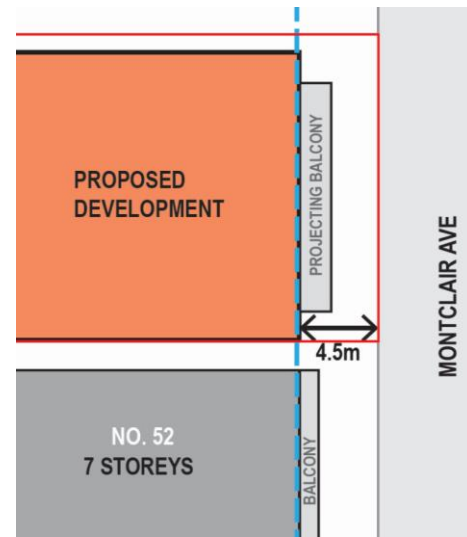 PROPOSED
DEVELOPMENT
PROJECTING BALCONY
MONTCLAIR AVE
4.5m
NO. 52
7 STOREYS
BALCONY